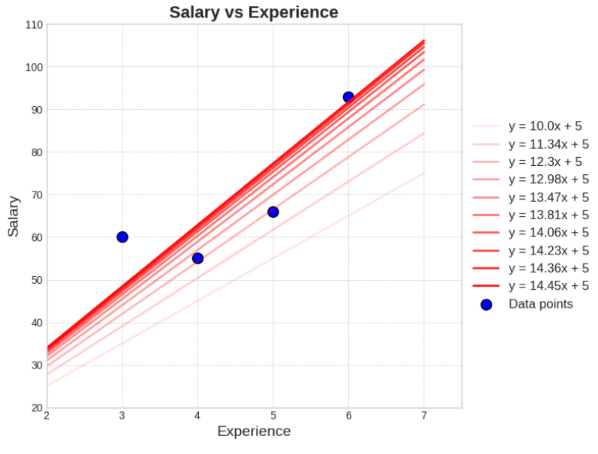 Salary vs Experience
110
100
90
80
70
60
50
40
30
20
Salary
2 3 4 5 6 7
Experience
y = 10.0x + 5
y = 11.34x + 5
y = 12.3x + 5
y = 12.98x + 5
y = 13.47x + 5
y = 13.81x + 5
y = 14.06x + 5
y = 14.23x + 5
y = 14.36x + 5
y = 14.45x + 5
Data points